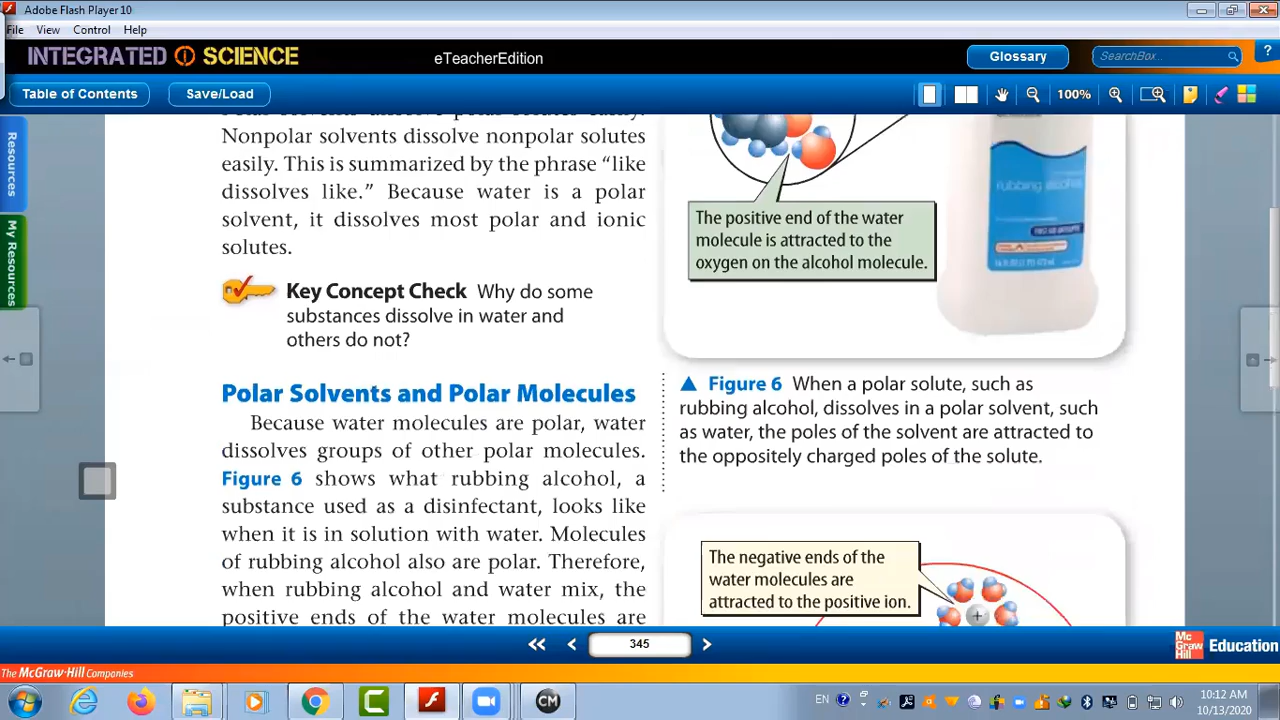 Adobe Flash Player 10
File View Control Help
INTEGRATED i SCIENCE
eTeacherEdition
Glossary
SearchBox...
?
Table of Contents
Save/Load
100%
Resources
My Resources
Nonpolar solvents dissolve nonpolar solutes
easily. This is summarized by the phrase “like
dissolves like.” Because water is a polar
solvent, it dissolves most polar and ionic
solutes.
Key Concept Check Why do some
substances dissolve in water and
others do not?
Polar Solvents and Polar Molecules
Because water molecules are polar, water
dissolves groups of other polar molecules.
Figure 6 shows what rubbing alcohol, a
substance used as a disinfectant, looks like
when it is in solution with water. Molecules
of rubbing alcohol also are polar. Therefore,
when rubbing alcohol and water mix, the
positive ends of the water molecules are
The positive end of the water
molecule is attracted to the
oxygen on the alcohol molecule.
rubbing alcohol
FIRST AID ANTISEPTIC
Figure 6 When a polar solute, such as
rubbing alcohol, dissolves in a polar solvent, such
as water, the poles of the solvent are attracted to
the oppositely charged poles of the solute.
The negative ends of the
water molecules are
attracted to the positive ion.
+
345
Mc
Graw
Hill
Education
The McGraw·Hill Companies
CM
EN
10:12 AM
10/13/2020